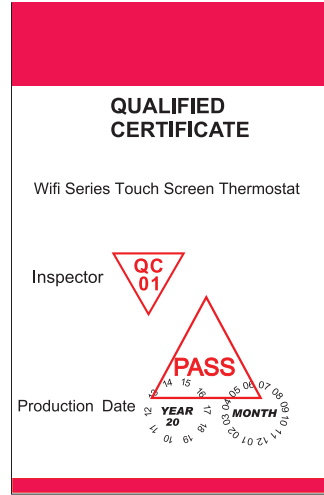 QUALIFIED
CERTIFICATE
Wifi Series Touch Screen Thermostat
Inspector
QC
01
PASS
Production Date
YEAR
20
09 10 11 12 13 14 15 16 17 18 19
MONTH
01 02 03 04 05 06 07 08 09 10 11 12